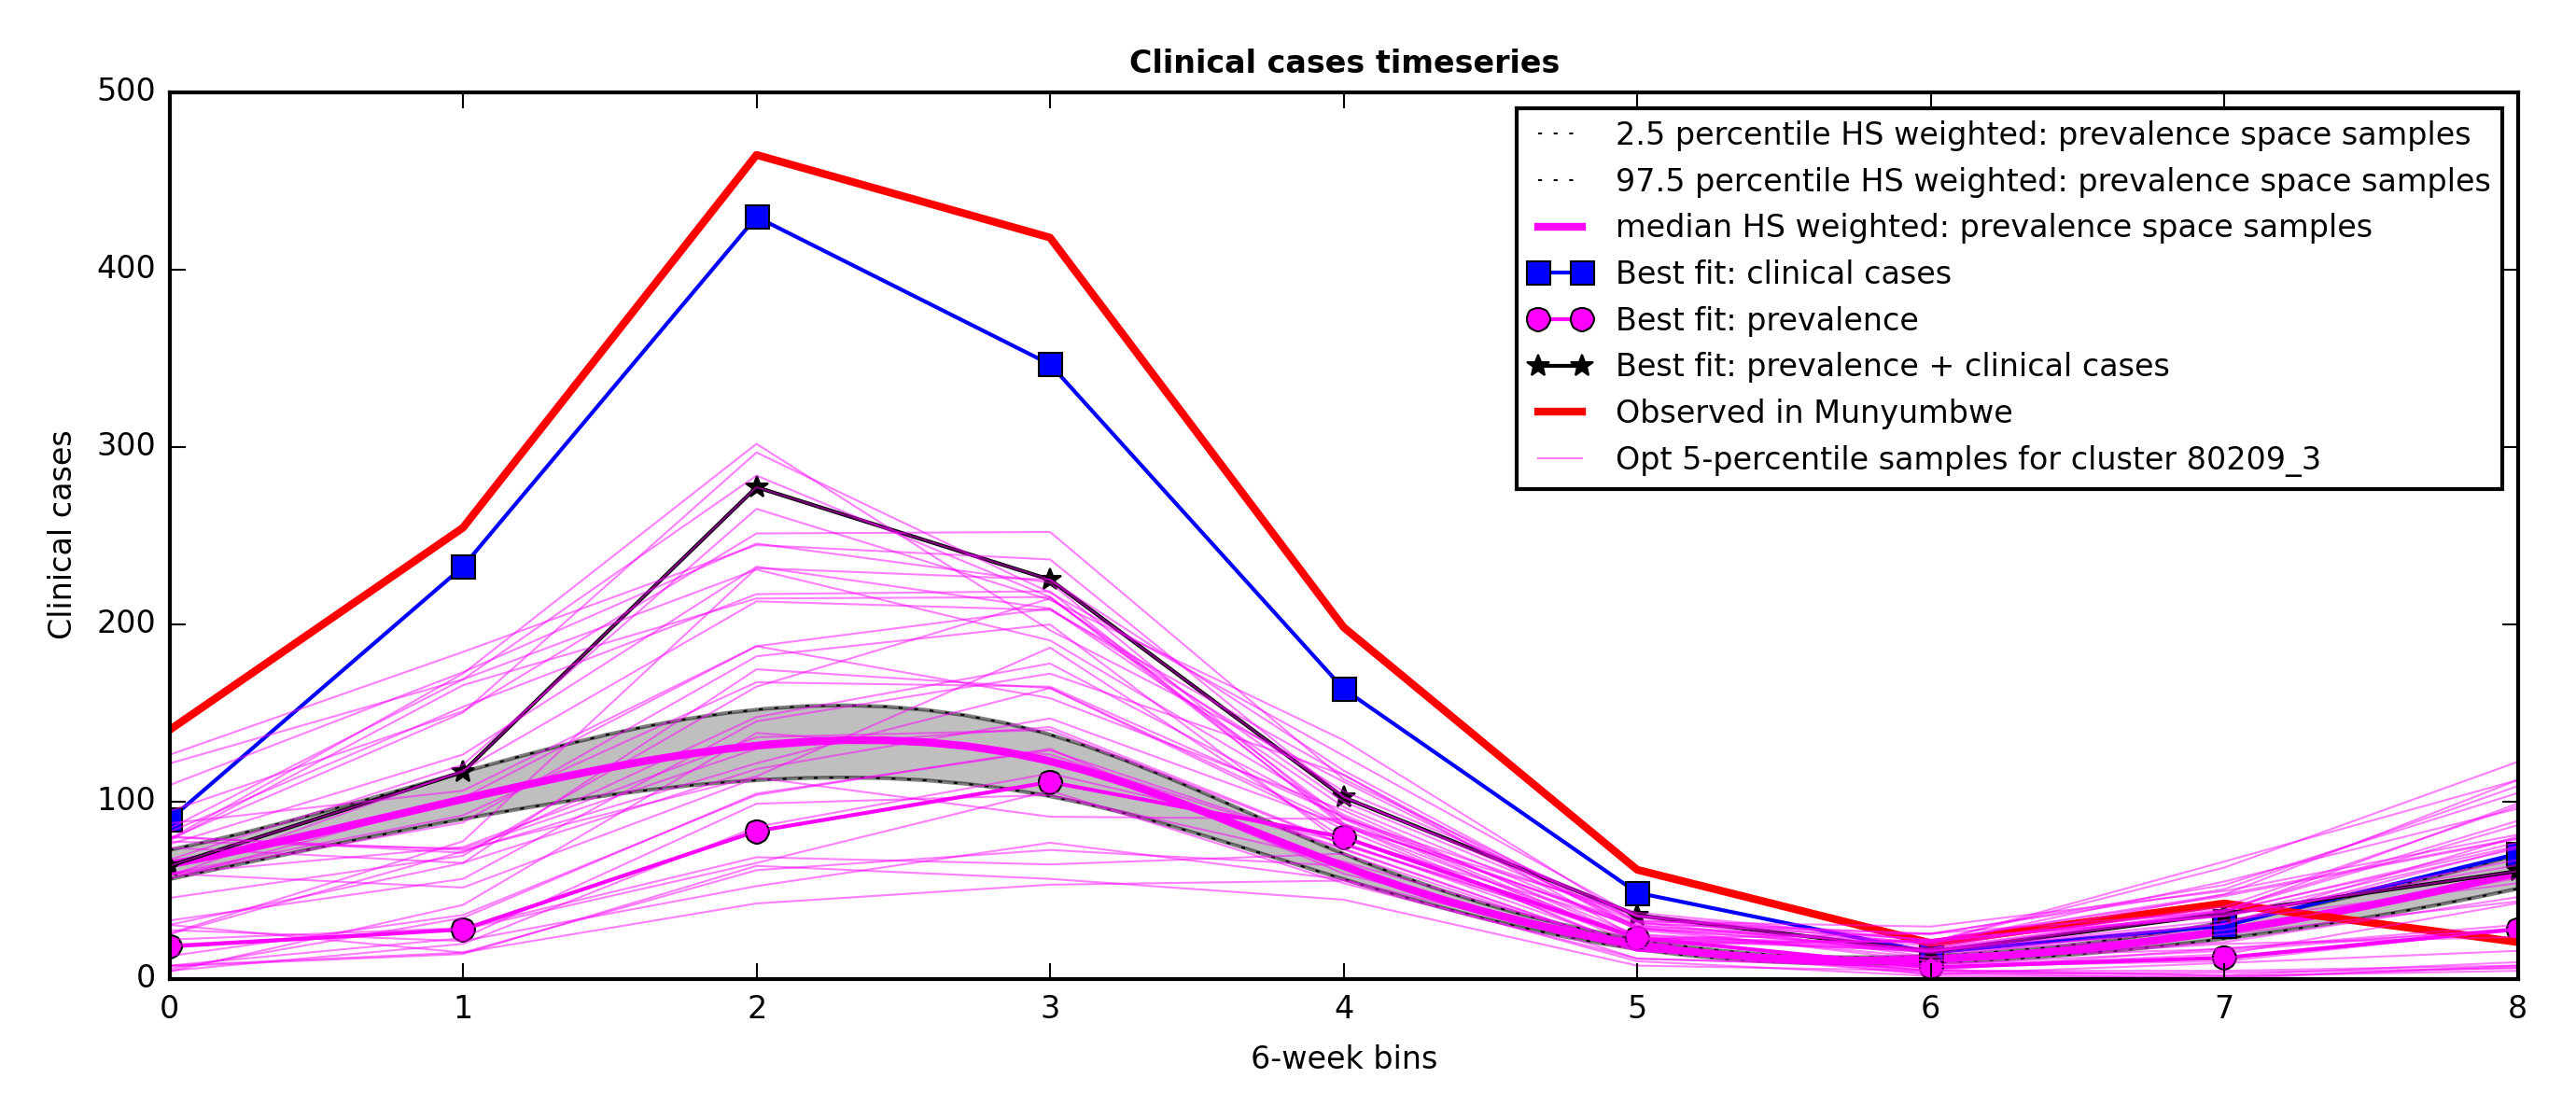 Clinical cases timeseries
500
400
300
200
100
0
Clinical cases
2.5 percentile HS weighted: prevalence space samples
97.5 percentile HS weighted: prevalence space samples
median HS weighted: prevalence space samples
Best fit: clinical cases
Best fit: prevalence
Best fit: prevalence + clinical cases
Observed in Munyumbwe
Opt 5-percentile samples for cluster 80209_3
0 1 2 3 4 5 6 7 8
6-week bins